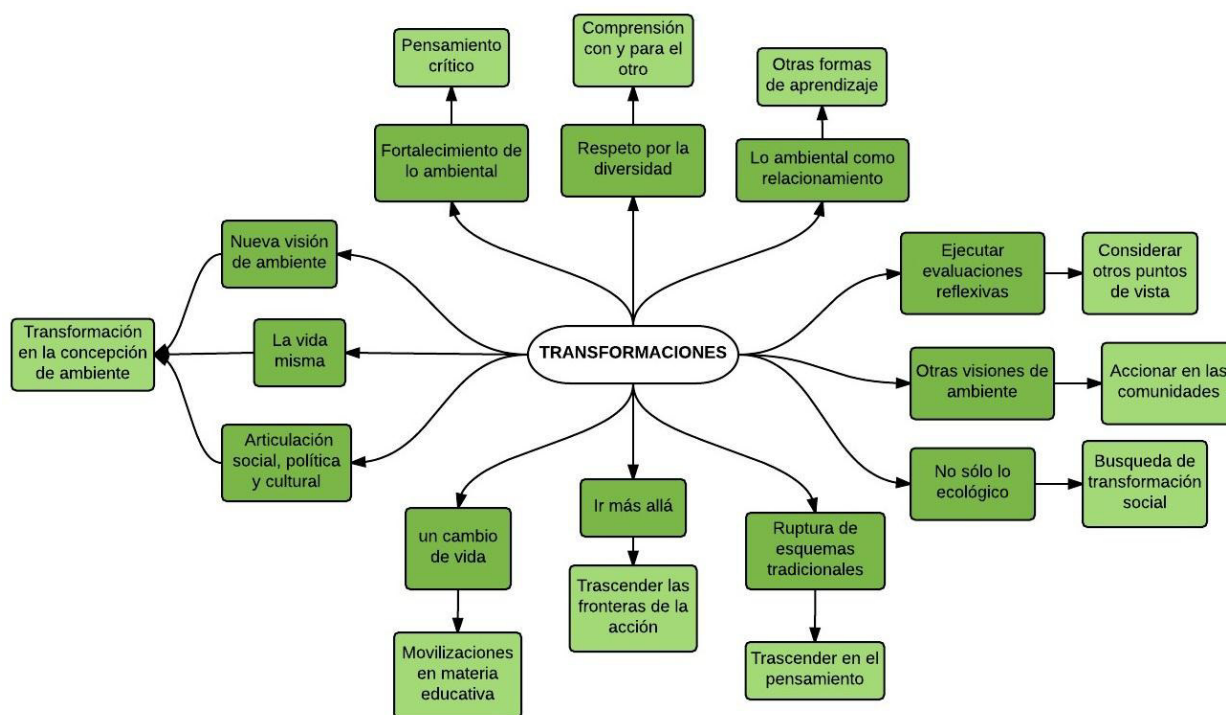 Pensamiento
crítico
Comprensión
con y para el
otro
Otras formas
de aprendizaje
Fortalecimiento de
lo ambiental
Respeto por la
diversidad
Lo ambiental como
relacionamiento
Nueva visión
de ambiente
Ejecutar
evaluaciones
reflexivas
Considerar
otros puntos
de vista
Transformación
en la concepción
de ambiente
La vida
misma
TRANSFORMACIONES
Otras visiones de
ambiente
Accionar en las
comunidades
Articulación
social, política
y cultural
No sólo lo
ecológico
Busqueda de
transformación
social
un cambio
de vida
Ir más allá
Ruptura de
esquemas
tradicionales
Movilizaciones
en materia
educativa
Trascender las
fronteras de la
acción
Trascender en el
pensamiento